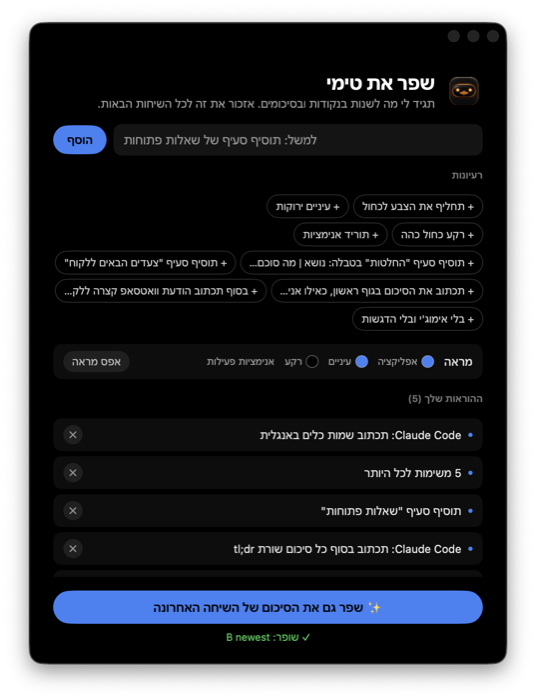 שפר את טימי
תגיד לי מה לשנות בנקודות ובסיכומים. אזכור את זה לכל השיחות הבאות.
למשל: תוסיף סעיף של שאלות פתוחות
הוסף
רעיונות
+ תחליף את הצבע לכחול
+ עיניים ירוקות
+ רקע כחול כהה
+ תוריד אנימציות
+ תוסיף סעיף "החלטות" בטבלה: נושא | מה סוכם...
+ תוסיף סעיף "צעדים הבאים ללקוח"
+ תכתוב את הסיכום בגוף ראשון, כאילו אני...
+ בסוף תכתוב הודעת וואטסאפ קצרה ללק...
+ בלי אימוג'י ובלי הדגשות
מראה אפליקציה עיניים רקע אנימציות פעילות אפס מראה
ההוראות שלך (5)
Claude Code: תכתוב שמות כלים באנגלית
5 משימות לכל היותר
תוסיף סעיף "שאלות פתוחות"
Claude Code: תכתוב בסוף כל סיכום שורת tl;dr
✨ שפר גם את הסיכום של השיחה האחרונה
✓ שופר: B newest